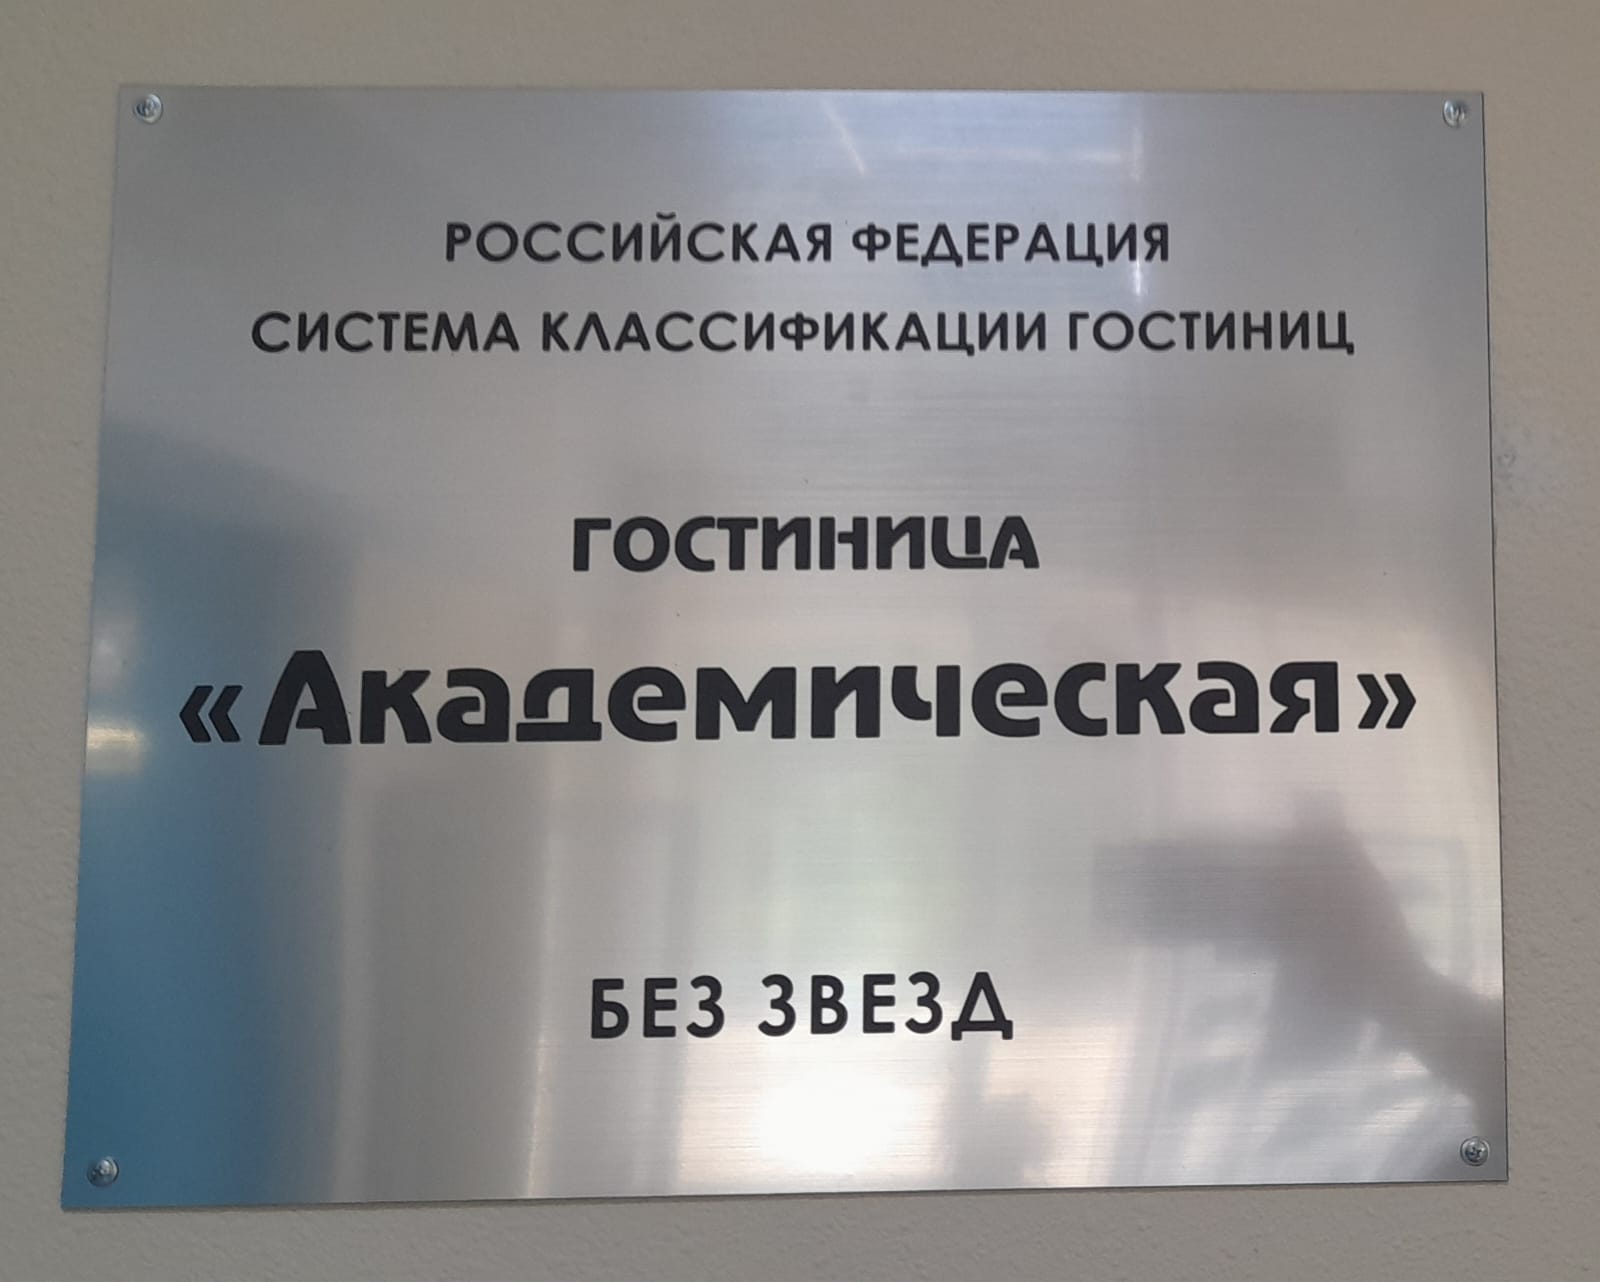 РОССИЙСКАЯ ФЕДЕРАЦИЯ
СИСТЕМА КЛАССИФИКАЦИИ ГОСТИНИЦ
ГОСТИНИЦА
«Академическая»
БЕЗ ЗВЕЗД